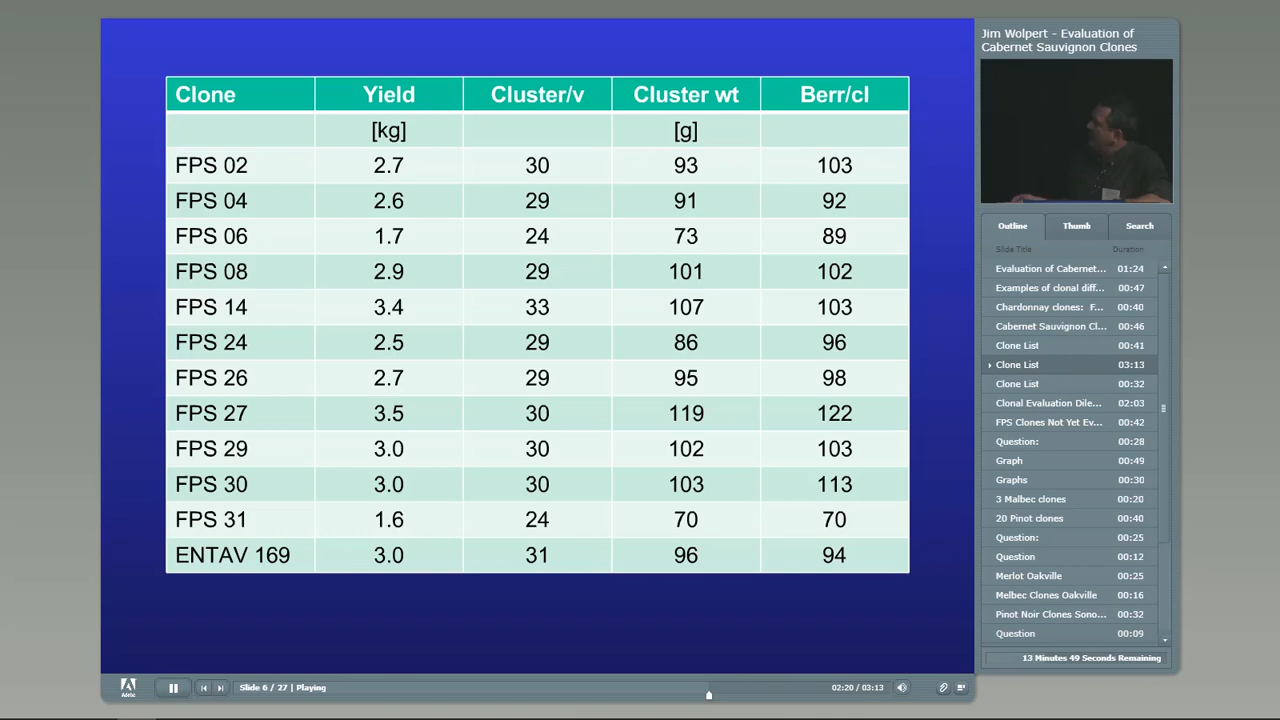 Clone Yield Cluster/v Cluster wt Berr/cl
[kg] [g]
FPS 02 2.7 30 93 103
FPS 04 2.6 29 91 92
FPS 06 1.7 24 73 89
FPS 08 2.9 29 101 102
FPS 14 3.4 33 107 103
FPS 24 2.5 29 86 96
FPS 26 2.7 29 95 98
FPS 27 3.5 30 119 122
FPS 29 3.0 30 102 103
FPS 30 3.0 30 103 113
FPS 31 1.6 24 70 70
ENTAV 169 3.0 31 96 94
Jim Wolpert - Evaluation of
Cabernet Sauvignon Clones
Outline Thumb Search
Slide Title Duration
Evaluation of Cabernet... 01:24
Examples of clonal diff... 00:47
Chardonnay clones: F... 00:40
Cabernet Sauvignon Cl... 00:46
Clone List 00:41
Clone List 03:13
Clone List 00:32
Clonal Evaluation Dile... 02:03
FPS Clones Not Yet Ev... 00:42
Question: 00:28
Graph 00:49
Graphs 00:30
3 Malbec clones 00:20
20 Pinot clones 00:40
Question: 00:25
Question 00:12
Merlot Oakville 00:25
Melbec Clones Oakville 00:16
Pinot Noir Clones Sono... 00:32
Question 00:09
13 Minutes 49 Seconds Remaining
Adobe
Slide 6 / 27 | Playing
02:20 / 03:13